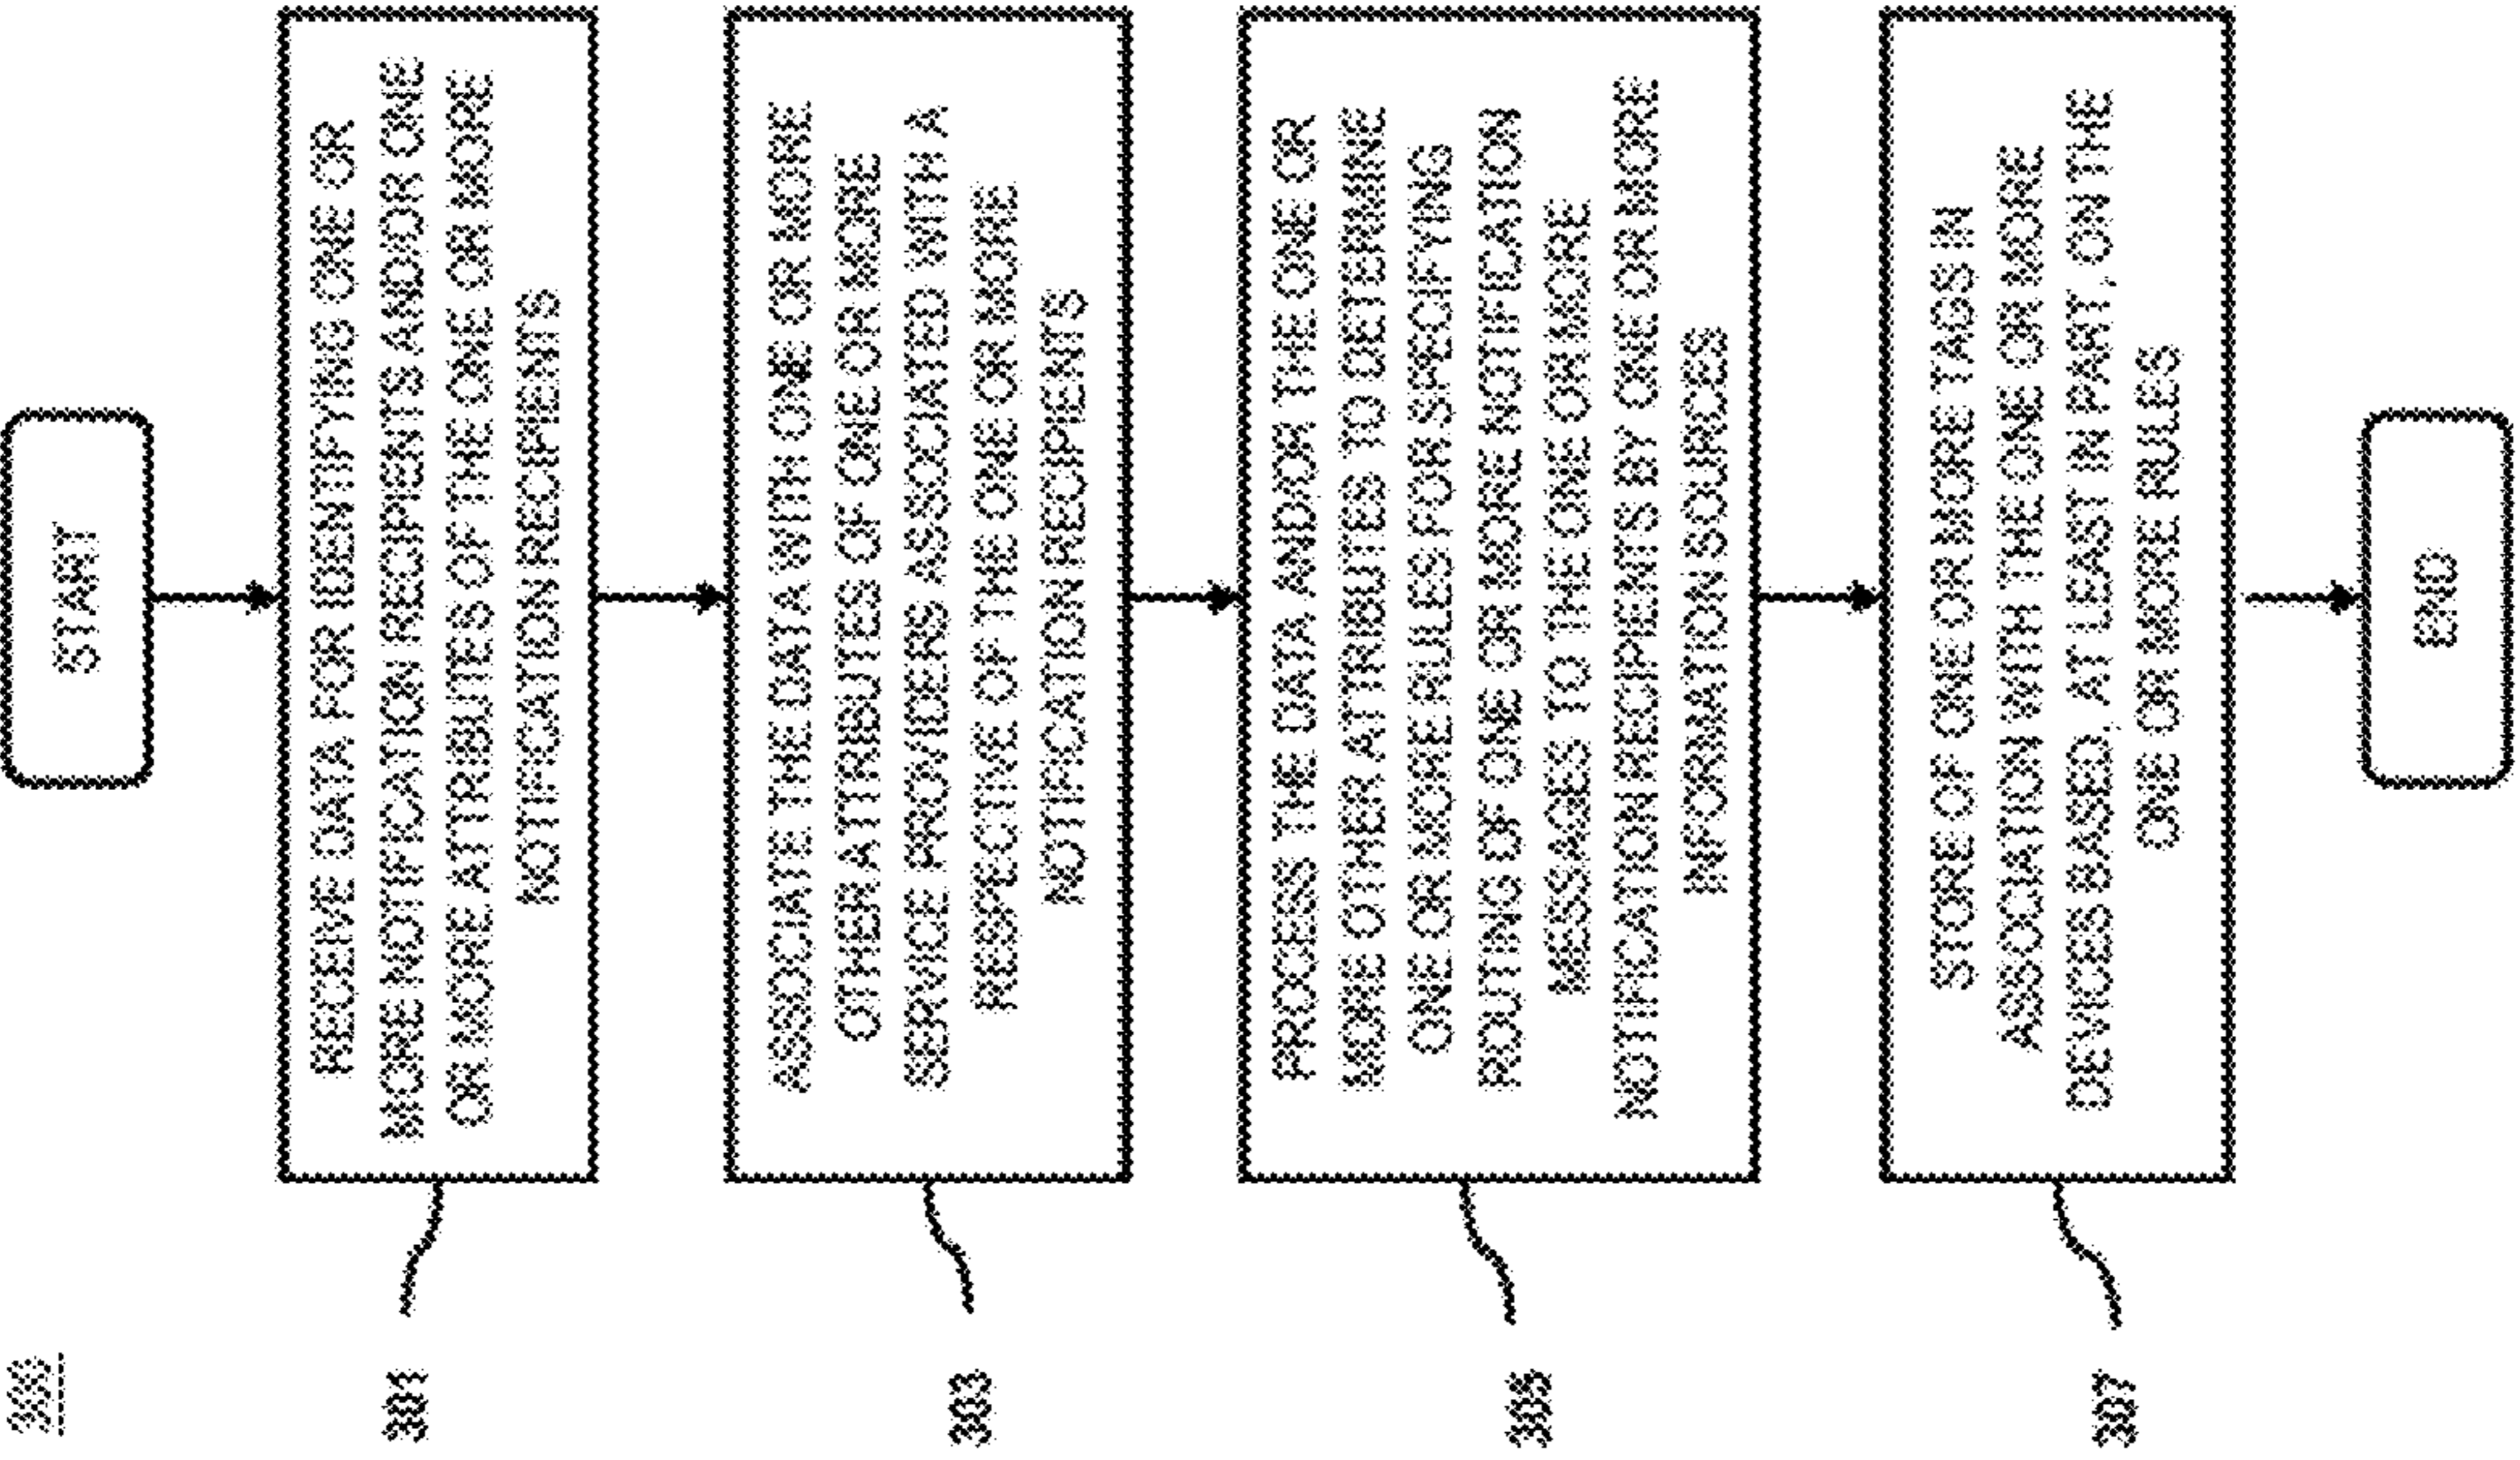 300
START
301
RECEIVE DATA FOR IDENTIFYING ONE OR
MORE NOTIFICATION RECIPIENTS AND/OR ONE
OR MORE ATTRIBUTES OF THE ONE OR MORE
NOTIFICATION RECIPIENTS
303
ASSOCIATE THE DATA WITH ONE OR MORE
OTHER ATTRIBUTES OF ONE OR MORE
SERVICE PROVIDERS ASSOCIATED WITH A
RESPECTIVE OF THE ONE OR MORE
NOTIFICATION RECIPIENTS
305
PROCESS THE DATA AND/OR THE ONE OR
MORE OTHER ATTRIBUTES TO DETERMINE
ONE OR MORE RULES FOR SPECIFYING
ROUTING OF ONE OR MORE NOTIFICATION
MESSAGES TO THE ONE OR MORE
NOTIFICATION RECIPIENTS BY ONE OR MORE
INFORMATION SOURCES
307
STORE OF ONE OR MORE TAGS IN
ASSOCIATION WITH THE ONE OR MORE
DEVICES BASED, AT LEAST IN PART, ON THE
ONE OR MORE RULES
END